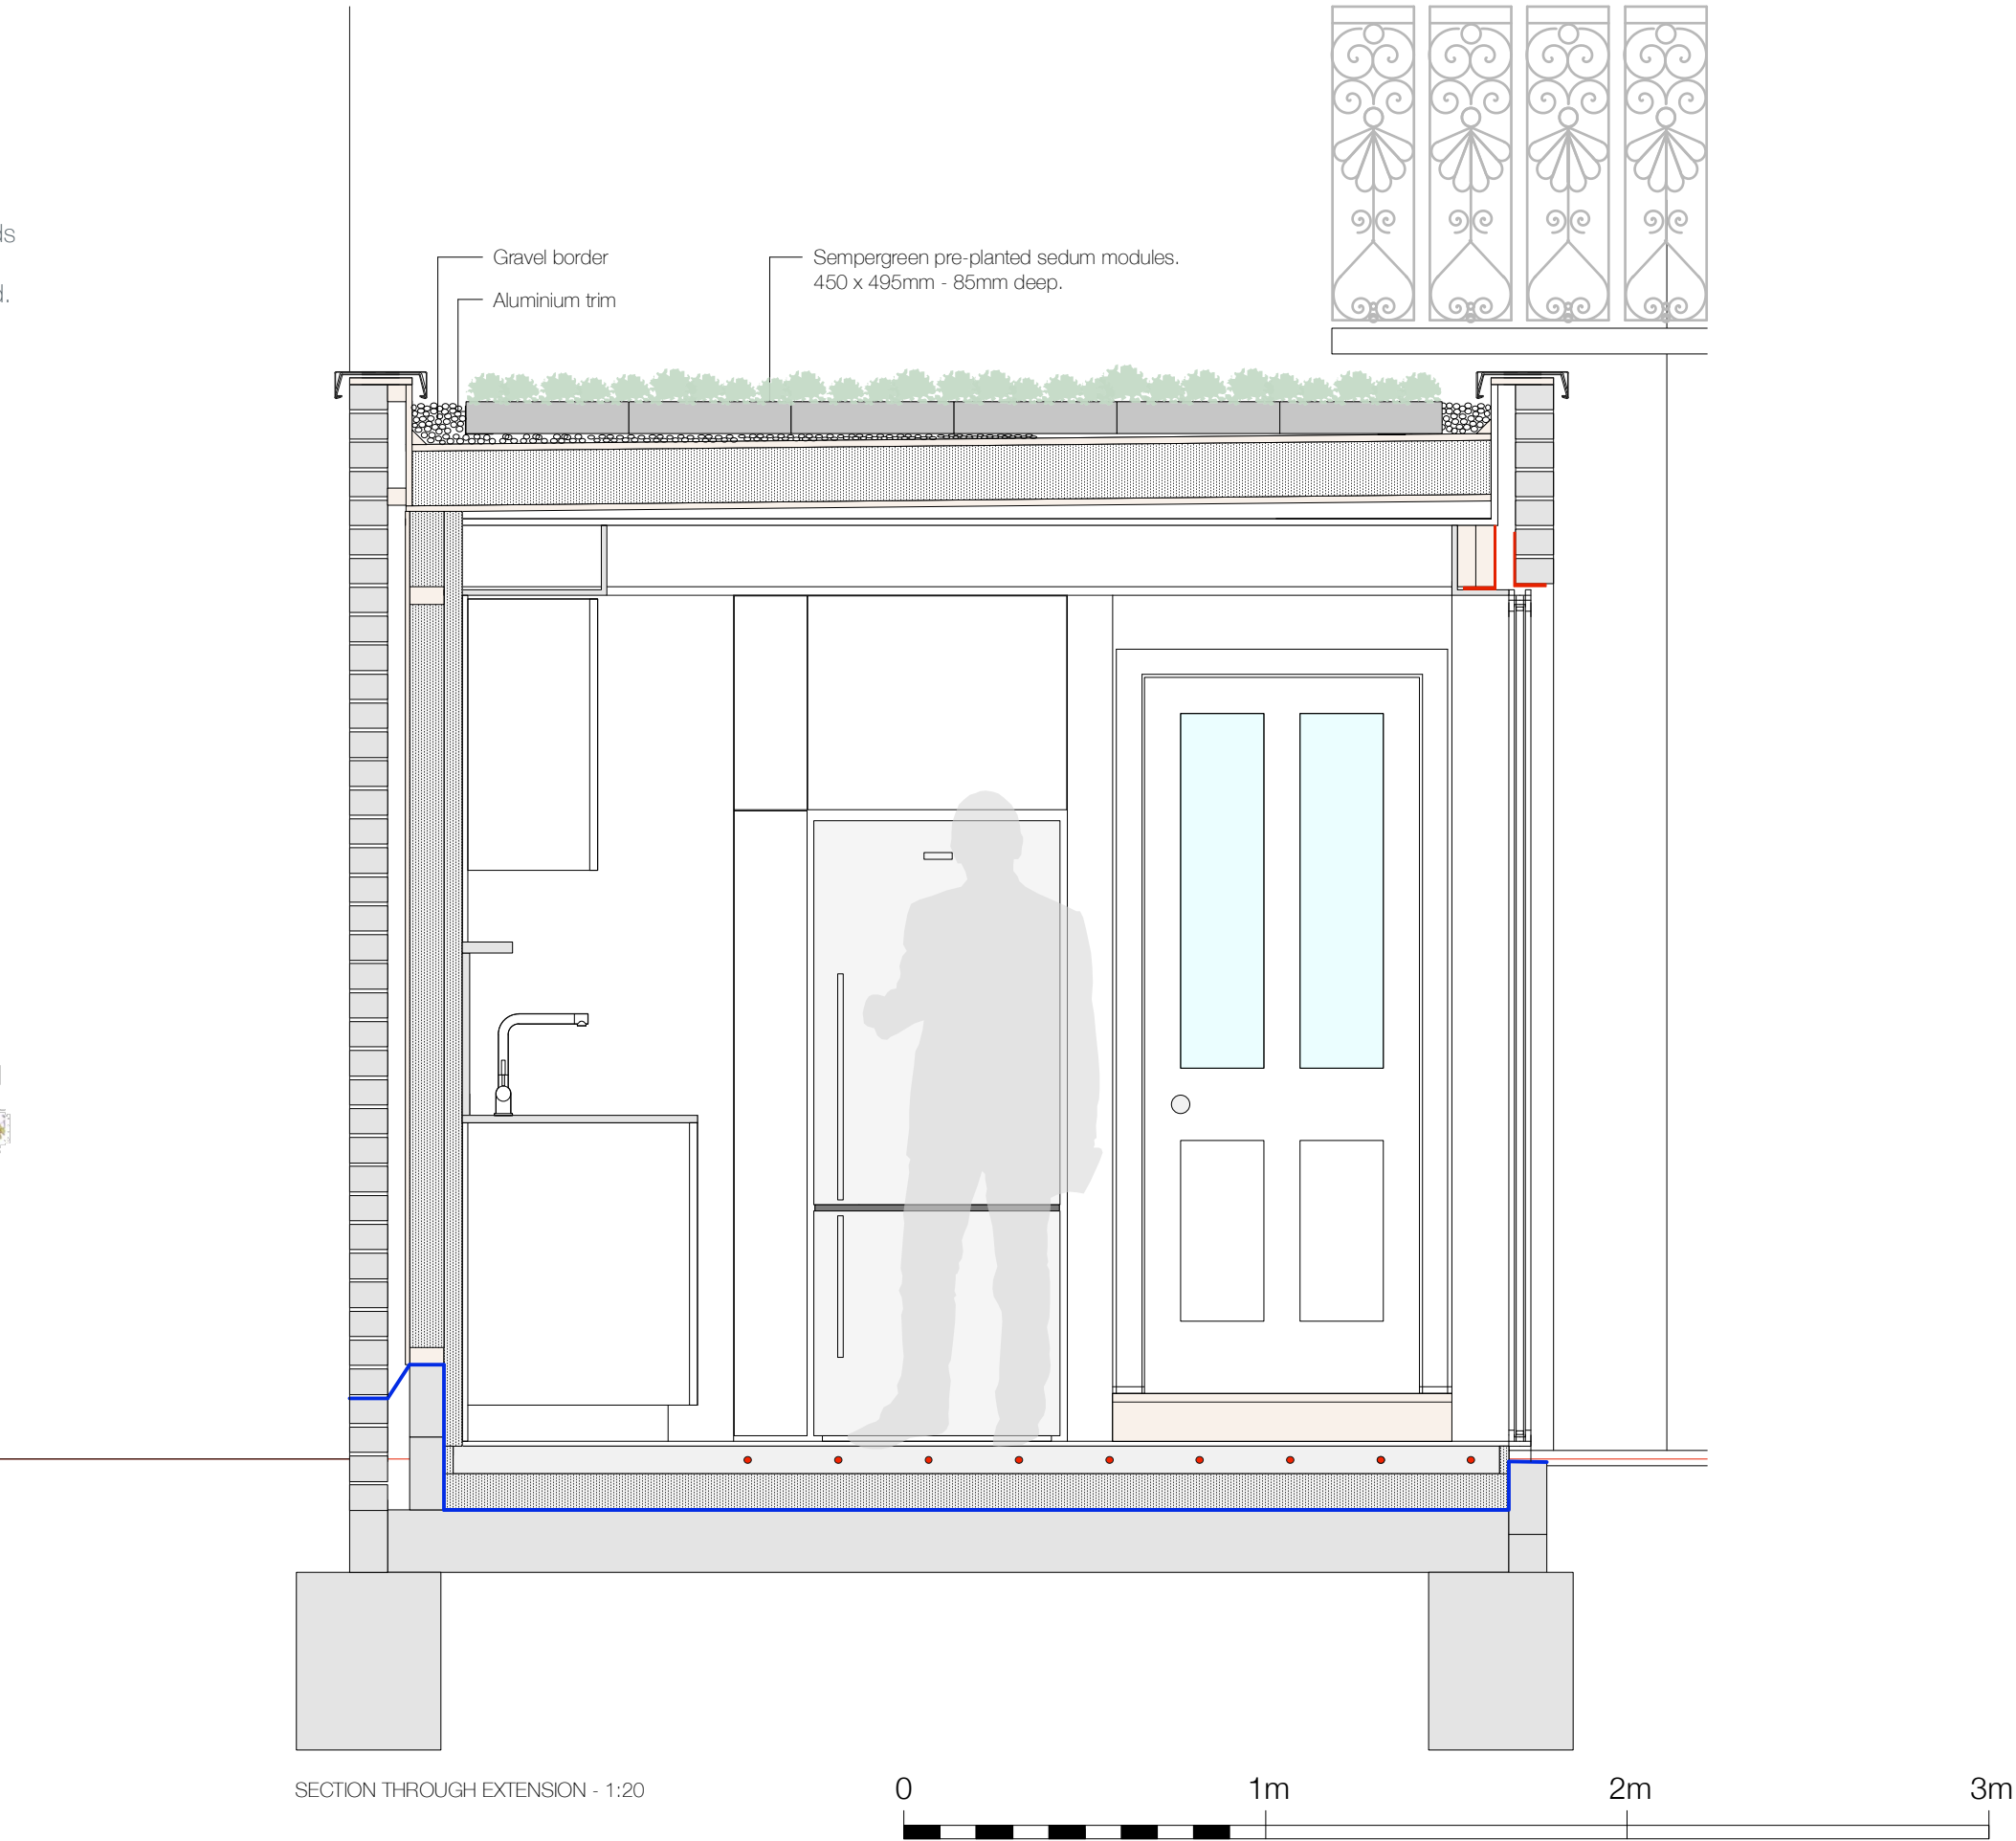 Gravel border
Aluminium trim
Sempergreen pre-planted sedum modules.
450 x 495mm - 85mm deep.
SECTION THROUGH EXTENSION - 1:20
0 1m 2m 3m